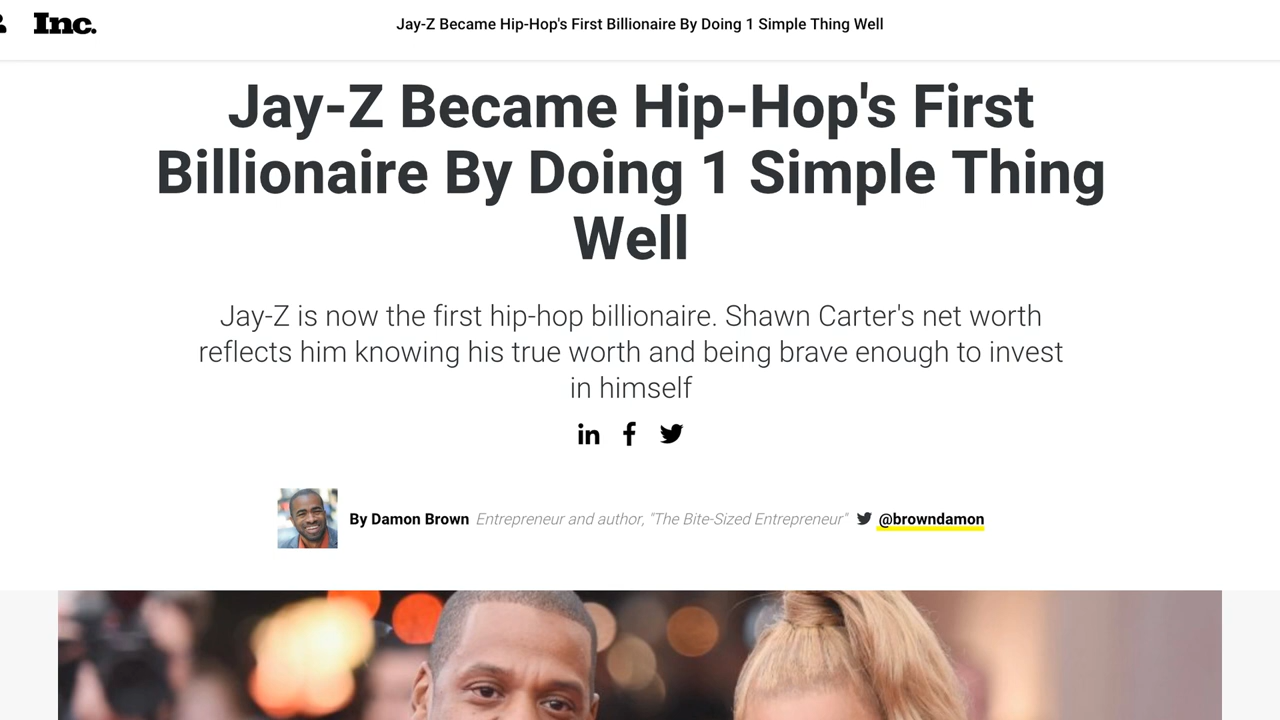 Inc.
Jay-Z Became Hip-Hop's First Billionaire By Doing 1 Simple Thing Well
Jay-Z Became Hip-Hop's First
Billionaire By Doing 1 Simple Thing
Well
Jay-Z is now the first hip-hop billionaire. Shawn Carter's net worth
reflects him knowing his true worth and being brave enough to invest
in himself
in f
By Damon Brown Entrepreneur and author, "The Bite-Sized Entrepreneur" @browndamon